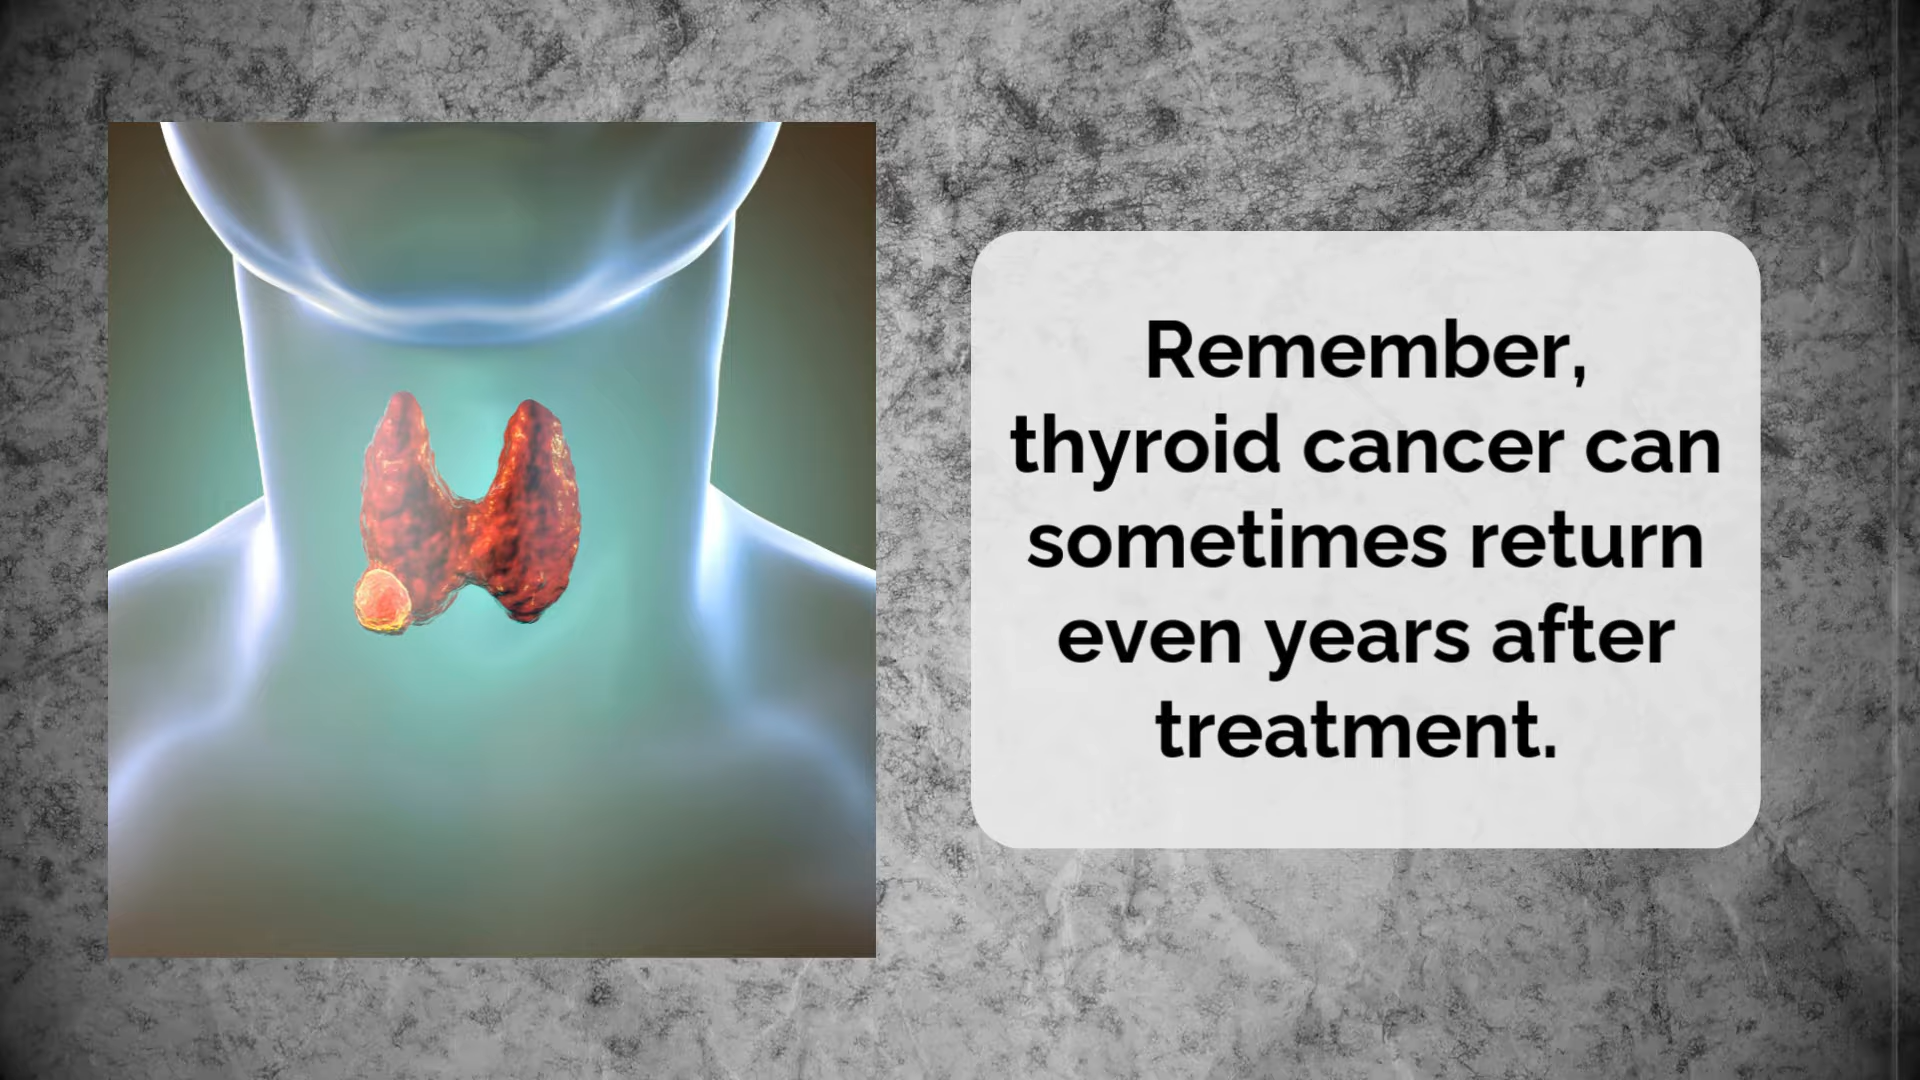 Remember,
thyroid cancer can
sometimes return
even years after
treatment.